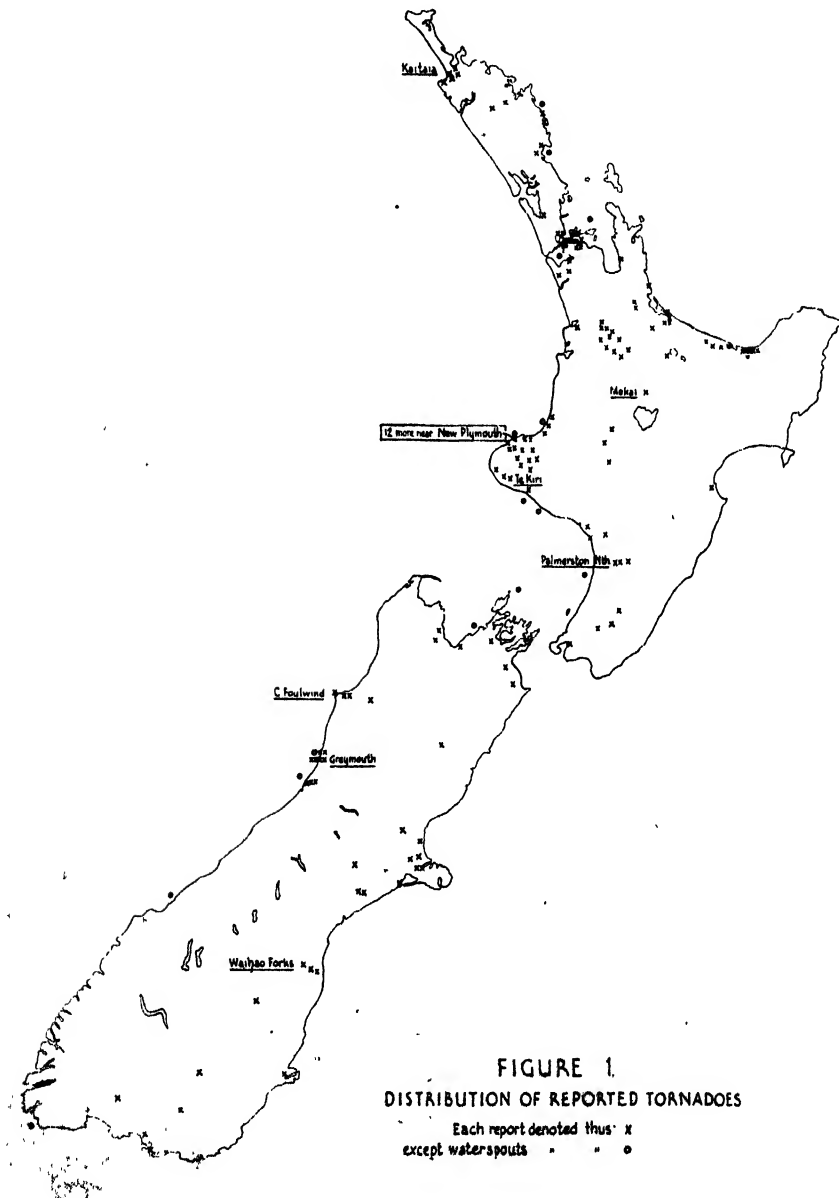 Kaitaia
Mokai
12 more near New Plymouth
Te Kiri
Palmerston Nth
C Foulwind
Greymouth
Waihao Forks
FIGURE 1.
DISTRIBUTION OF REPORTED TORNADOES
Each report denoted thus x
except waterspouts " " o